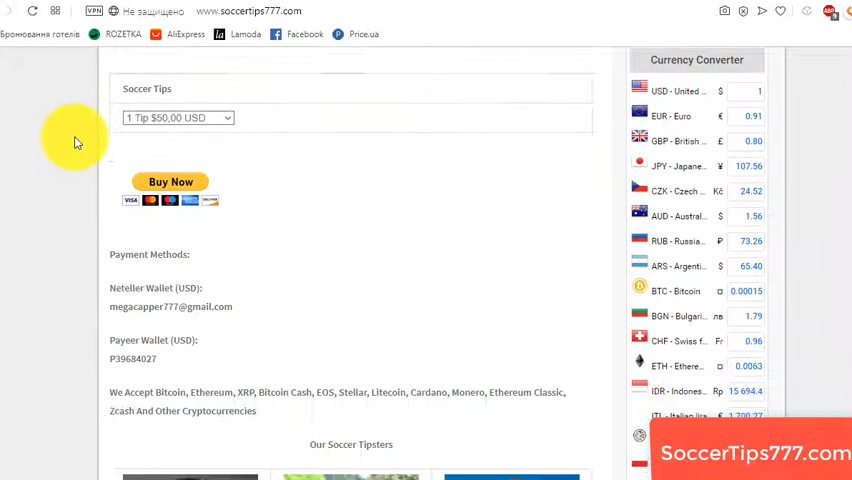 VPN
Не защищено
www.soccertips777.com
Бронювання готелів
ROZETKA
AliExpress
la
Lamoda
Facebook
Price.ua
ABP
9
Soccer Tips
1 Tip $50,00 USD
Buy Now
VISA
Payment Methods:
Neteller Wallet (USD):
megacapper777@gmail.com
Payeer Wallet (USD):
P39684027
We Accept Bitcoin, Ethereum, XRP, Bitcoin Cash, EOS, Stellar, Litecoin, Cardano, Monero, Ethereum Classic,
Zcash And Other Cryptocurrencies
Our Soccer Tipsters
Currency Converter
USD - United ... $ 1
EUR - Euro € 0.91
GBP - British ... £ 0.80
JPY - Japane... ¥ 107.56
CZK - Czech ... Kč 24.52
AUD - Austral... $ 1.56
RUB - Russia... ₽ 73.26
ARS - Argenti... $ 65.40
BTC - Bitcoin ¤ 0.00015
BGN - Bulgari... лв 1.79
CHF - Swiss f... Fr 0.96
ETH - Ethere... ¤ 0.0063
IDR - Indones... Rp 15 694.4
SoccerTips777.com